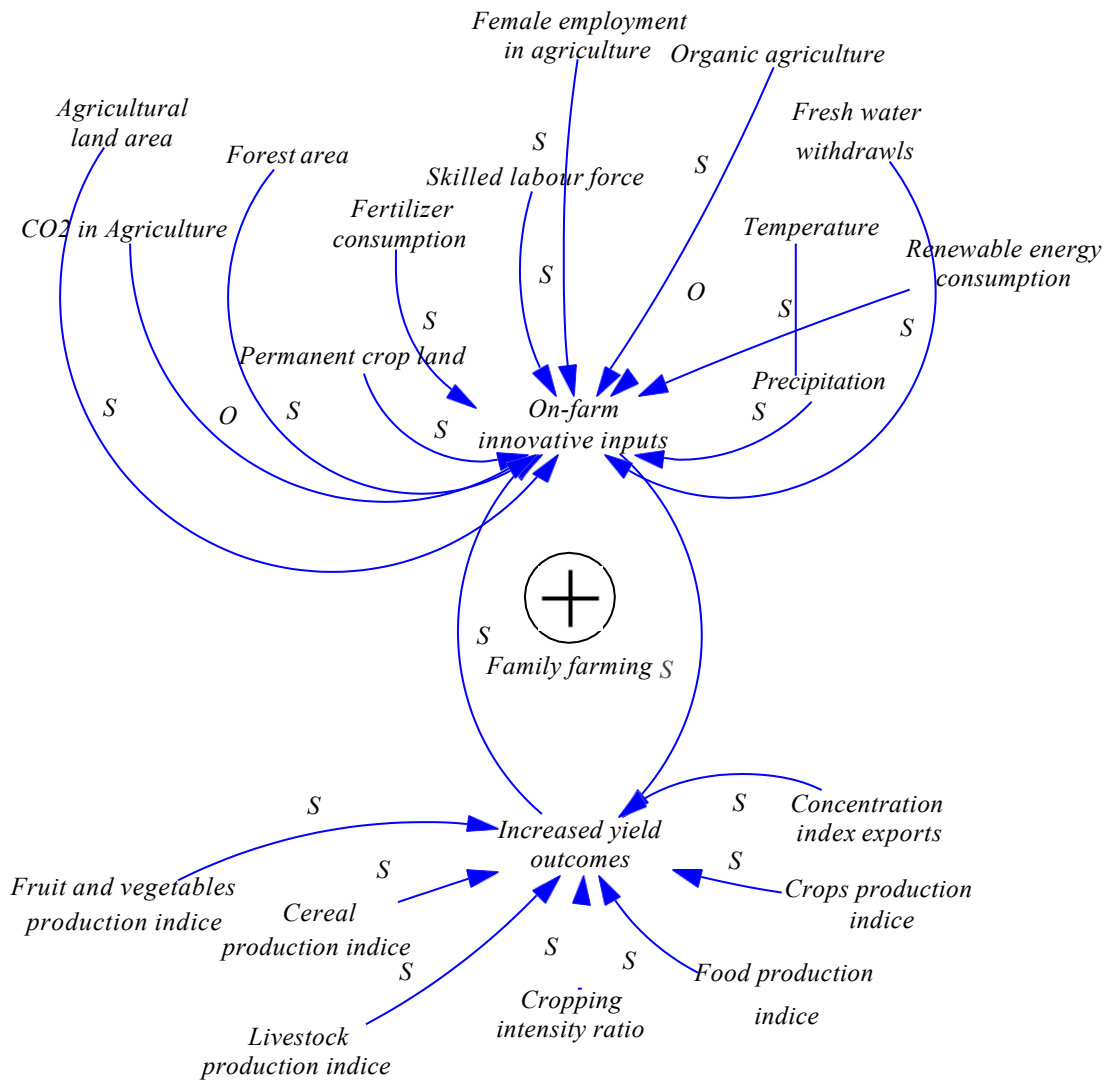 Female employment
in agriculture
Organic agriculture
Agricultural
land area
Fresh water
withdrawls
Forest area
S
S
Skilled labour force
Fertilizer
consumption
CO2 in Agriculture
Temperature
Renewable energy
consumption
S
O
S
S
S
Permanent crop land
Precipitation
S
O
S
S
S
On-farm
innovative inputs
S
Family farming S
S
S
Concentration
index exports
Increased yield
outcomes
S
S
Fruit and vegetables
production indice
Crops production
indice
Cereal
production indice
S
S
S
Food production
indice
Cropping
intensity ratio
Livestock
production indice